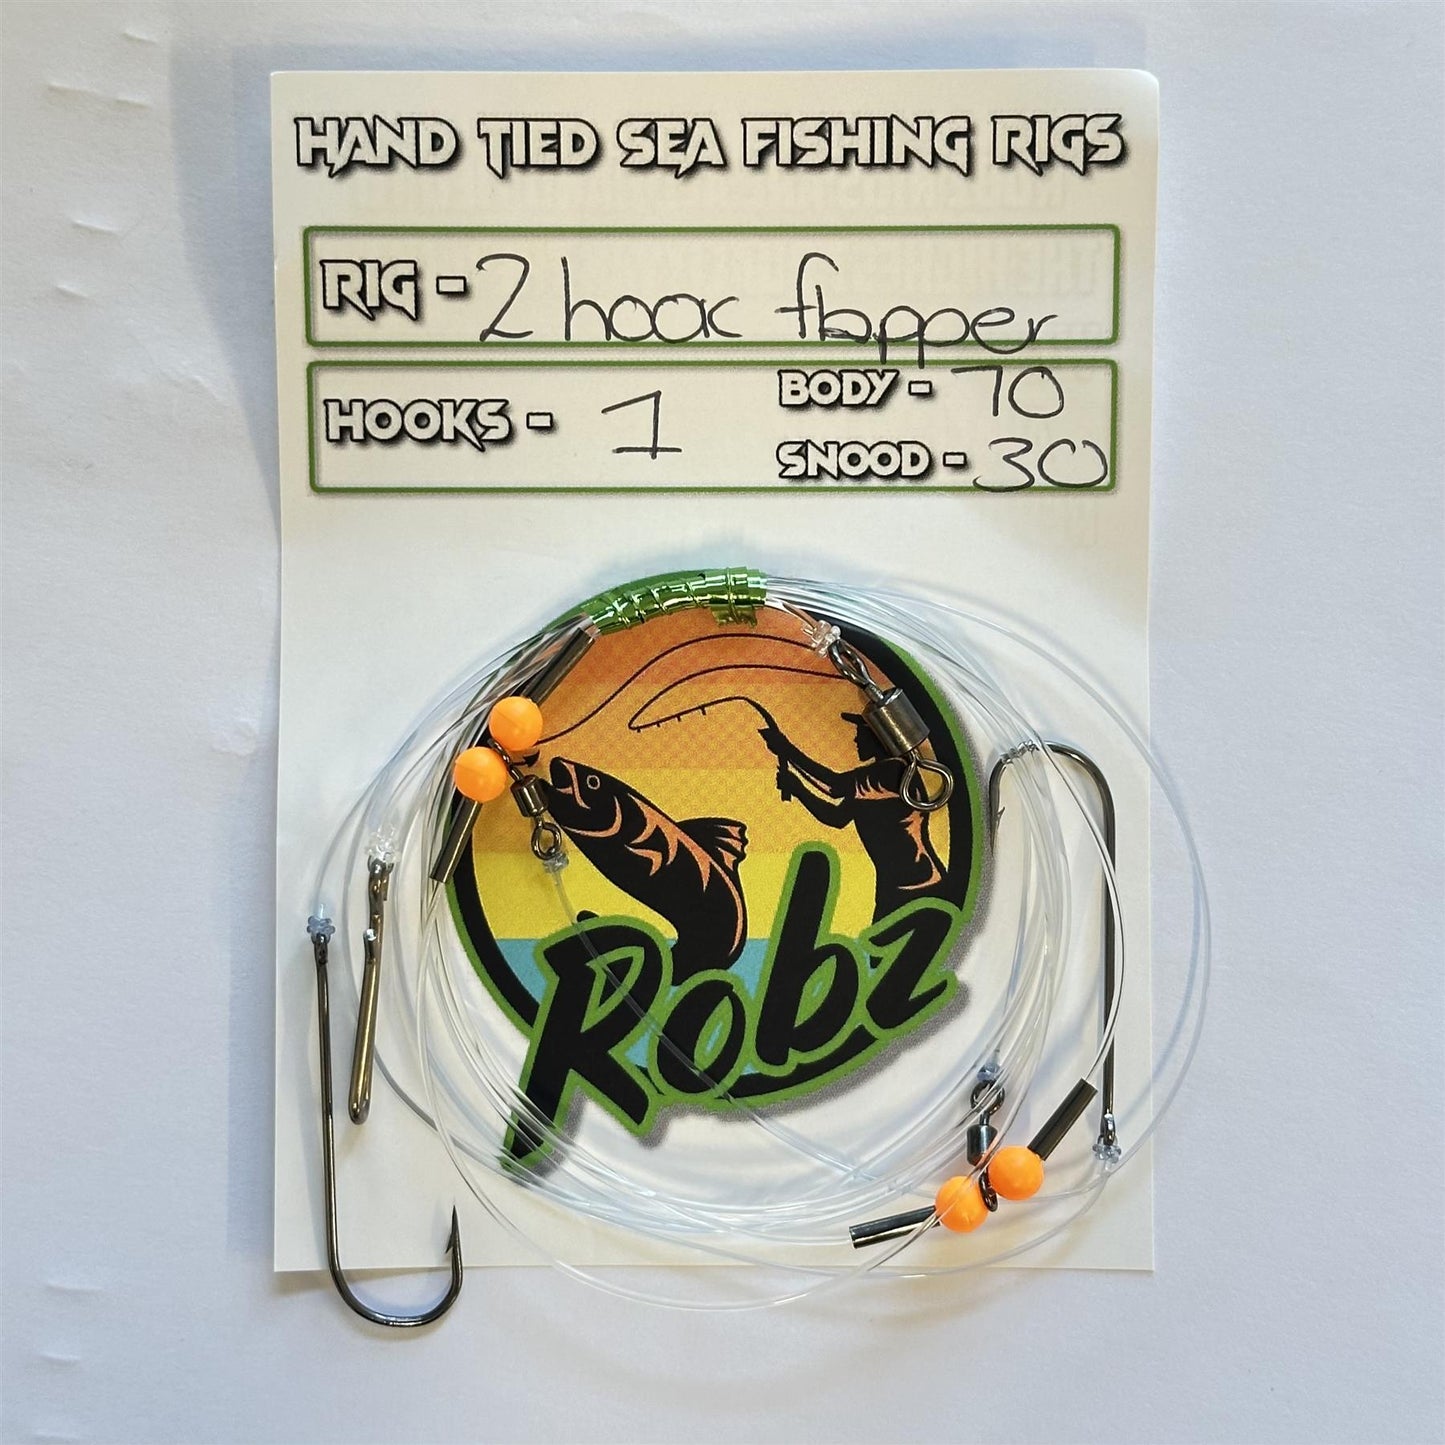 HAND TIED SEA FISHING RIGS
RIG - 2 hook flapper
HOOKS - 1
BODY - 70
SNOOD - 30
Robz